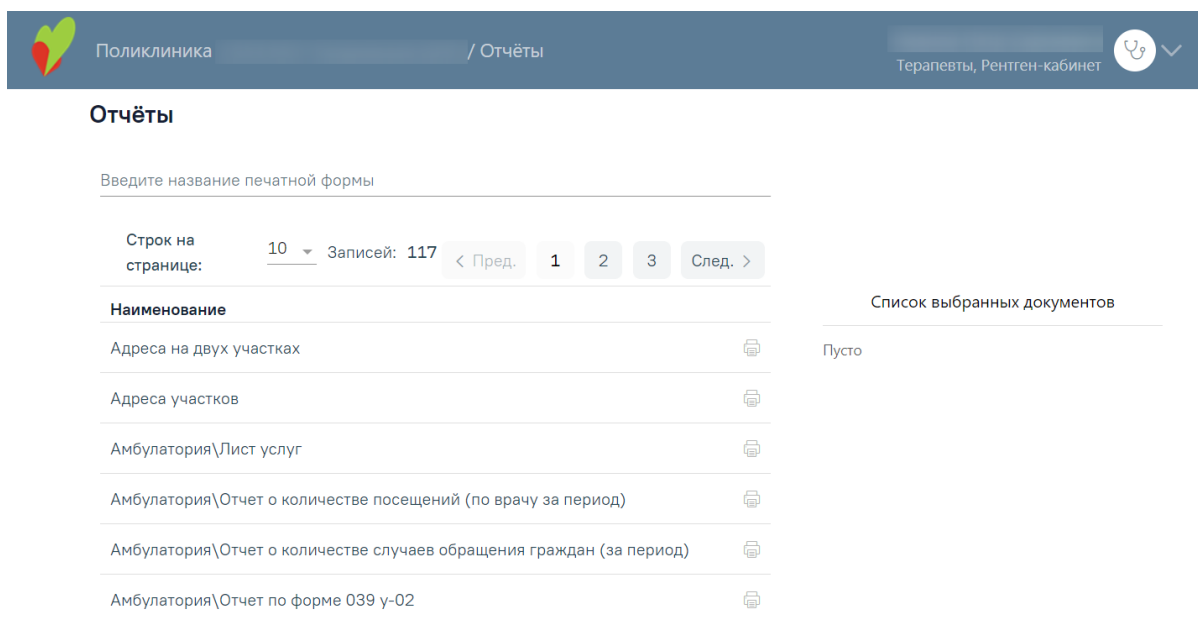 Поликлиника / Отчёты
Терапевты, Рентген-кабинет
Отчёты
Введите название печатной формы
Строк на
странице:
10 Записей: 117 Пред. 1 2 3 След.
Наименование
Адреса на двух участках
Адреса участков
Амбулатория\Лист услуг
Амбулатория\Отчет о количестве посещений (по врачу за период)
Амбулатория\Отчет о количестве случаев обращения граждан (за период)
Амбулатория\Отчет по форме 039 у-02
Список выбранных документов
Пусто